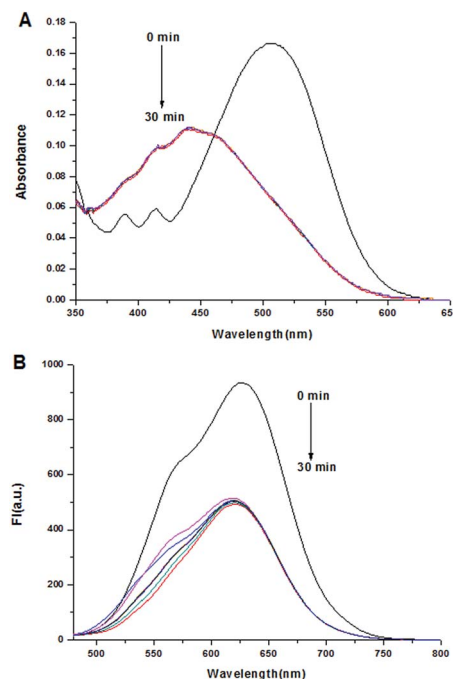 A
0.18
0.16
0.14
0.12
0.10
0.08
0.06
0.04
0.02
0.00
Absorbance
0 min
30 min
350 400 450 500 550 600 65
Wavelength(nm)
B
1000
800
600
400
200
0
FI(a.u.)
0 min
30 min
500 550 600 650 700 750 800
Wavelength(nm)